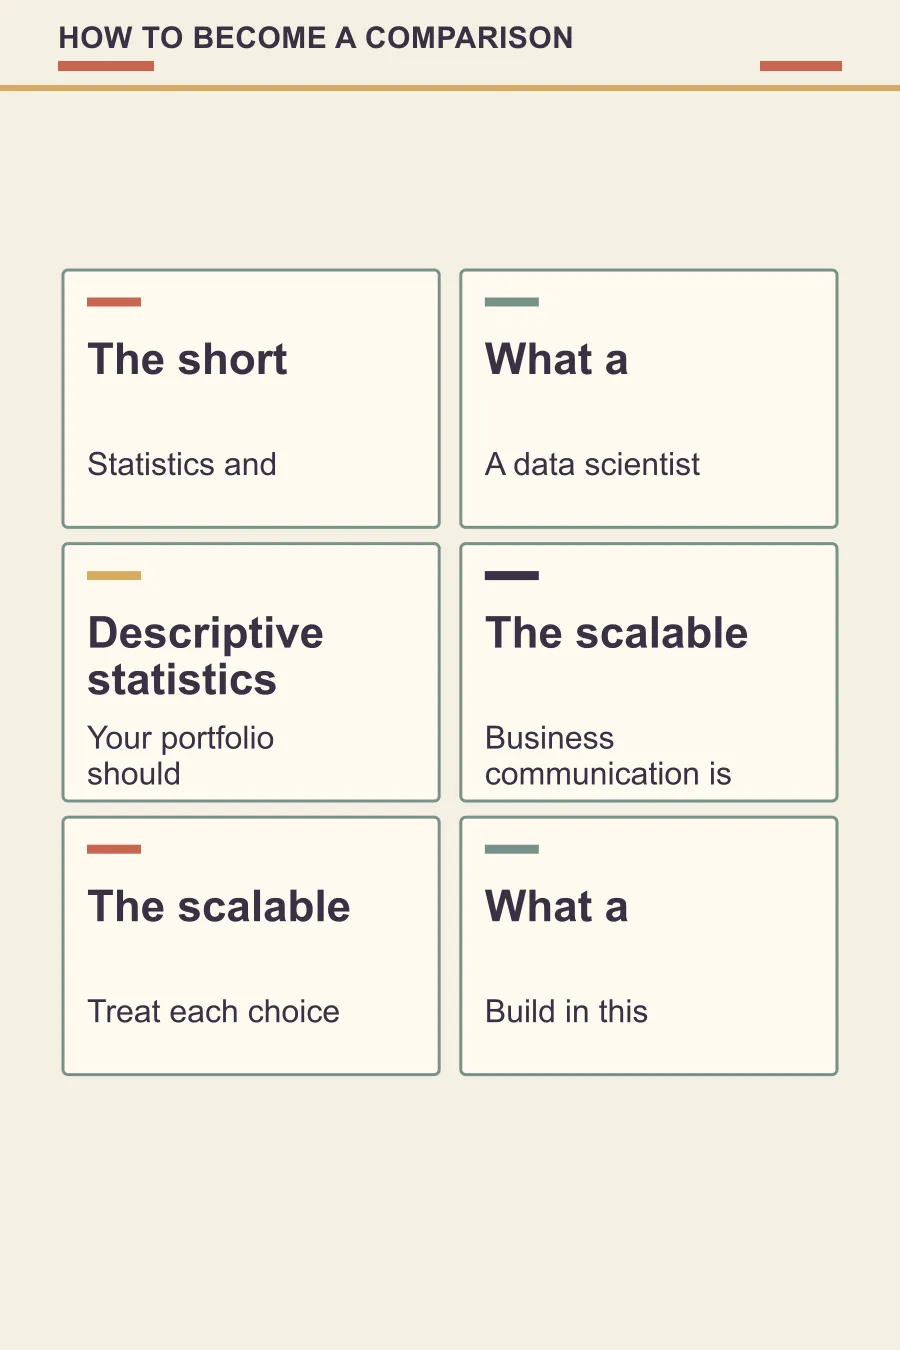 HOW TO BECOME A COMPARISON
The short
Statistics and
What a
A data scientist
Descriptive
statistics
Your portfolio
should
The scalable
Business
communication is
The scalable
Treat each choice
What a
Build in this